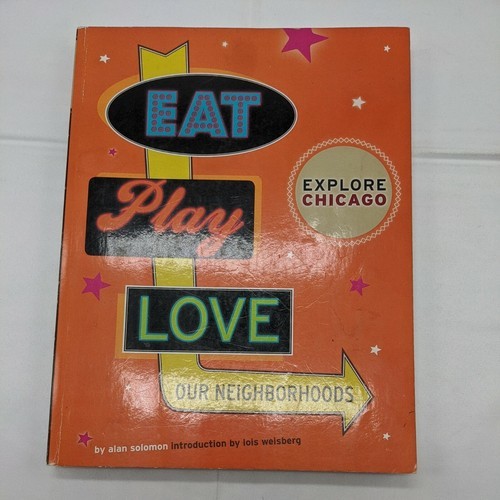 EAT
Play
LOVE
OUR NEIGHBORHOODS
EXPLORE
CHICAGO
by alan solomon introduction by lois weisberg